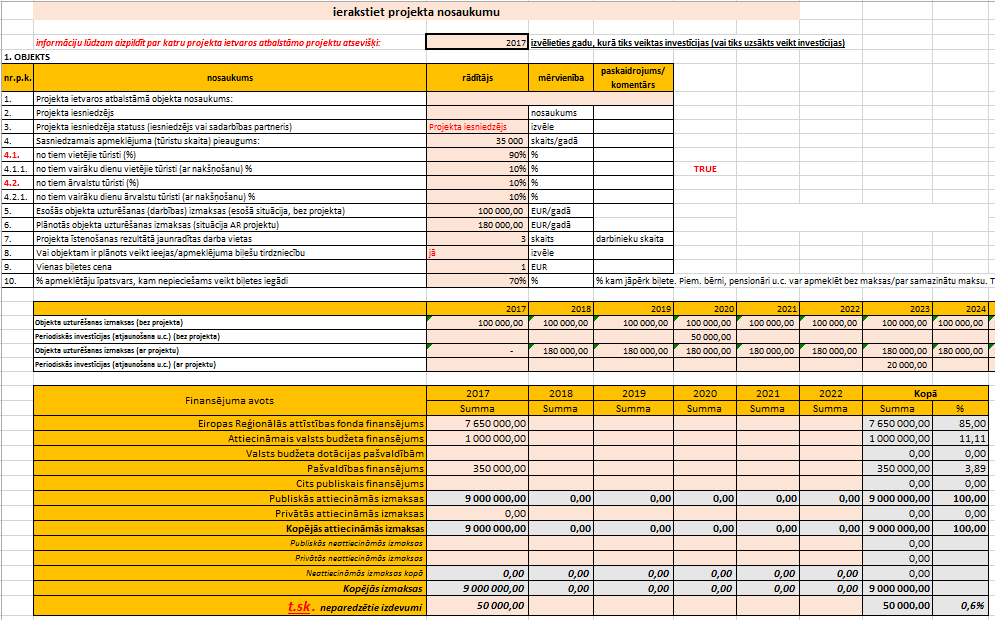 ierakstiet projekta nosaukumu
informāciju lūdzam aizpildīt par katru projekta ietvaros atbalstāmo projektu atsevišķi: 2017 izvēlieties gadu, kurā tiks veiktas investīcijas (vai tiks uzsākts veikt investīcijas)
1. OBJEKTS
nr.p.k. nosaukums rādītājs mērvienība paskaidrojums/ komentārs
1. Projekta ietvaros atbalstāmā objekta nosaukums:
2. Projekta iesniedzējs nosaukums
3. Projekta iesniedzēja statuss (iesniedzējs vai sadarbības partneris) Projekta iesniedzējs izvēle
4. Sasniedzamais apmeklējuma (tūristu skaita) pieaugums: 35 000 skaits/gadā
4.1. no tiem vietējie tūristi (%) 90% %
4.1.1. no tiem vairāku dienu vietējie tūristi (ar nakšņošanu) % 10% % TRUE
4.2. no tiem ārvalstu tūristi (%) 10% %
4.2.1. no tiem vairāku dienu ārvalstu tūristi (ar nakšņošanu) % 10% %
5. Esošās objekta uzturēšanas (darbības) izmaksas (esošā situācija, bez projekta) 100 000,00 EUR/gadā
6. Plānotās objekta uzturēšanas izmaksas (situācija AR projektu) 180 000,00 EUR/gadā
7. Projekta īstenošanas rezultātā jaunradītas darba vietas 3 skaits darbinieku skaita
8. Vai objektam ir plānots veikt ieejas/apmeklējuma biļešu tirdzniecību jā izvēle
9. Vienas biļetes cena 1 EUR
10. % apmeklētāju īpatsvars, kam nepieciešams veikt biļetes iegādi 70% % % kam jāpērk biļete. Piem. bērni, pensionāri u.c. var apmeklēt bez maksas/par samazinātu maksu. T
2017 2018 2019 2020 2021 2022 2023 2024
Objekta uzturēšanas izmaksas (bez projekta) 100 000,00 100 000,00 100 000,00 100 000,00 100 000,00 100 000,00 100 000,00 100 000,00
Periodiskās investīcijas (atjaunošana u.c.) (bez projekta) 50 000,00
Objekta uzturēšanas izmaksas (ar projektu) - 180 000,00 180 000,00 180 000,00 180 000,00 180 000,00 180 000,00 180 000,00
Periodiskās investīcijas (atjaunošana u.c.) (ar projektu) 20 000,00
Finansējuma avots 2017 2018 2019 2020 2021 2022 Kopā
Summa Summa Summa Summa Summa Summa Summa %
Eiropas Reģionālās attīstības fonda finansējums 7 650 000,00 7 650 000,00 85,00
Attiecināmais valsts budžeta finansējums 1 000 000,00 1 000 000,00 11,11
Valsts budžeta dotācijas pašvaldībām 0,00 0,00
Pašvaldības finansējums 350 000,00 350 000,00 3,89
Cits publiskais finansējums 0,00 0,00
Publiskās attiecināmās izmaksas 9 000 000,00 0,00 0,00 0,00 0,00 0,00 9 000 000,00 100,00
Privātās attiecināmās izmaksas 0,00 0,00 0,00
Kopējās attiecināmās izmaksas 9 000 000,00 0,00 0,00 0,00 0,00 0,00 9 000 000,00 100,00
Publiskās neattiecināmās izmaksas 0,00
Privātās neattiecināmās izmaksas 0,00
Neattiecināmās izmaksas kopā 0,00 0,00 0,00 0,00 0,00 0,00 0,00
Kopējās izmaksas 9 000 000,00 0,00 0,00 0,00 0,00 0,00 9 000 000,00
t.sk. neparedzētie izdevumi 50 000,00 50 000,00 0,6%